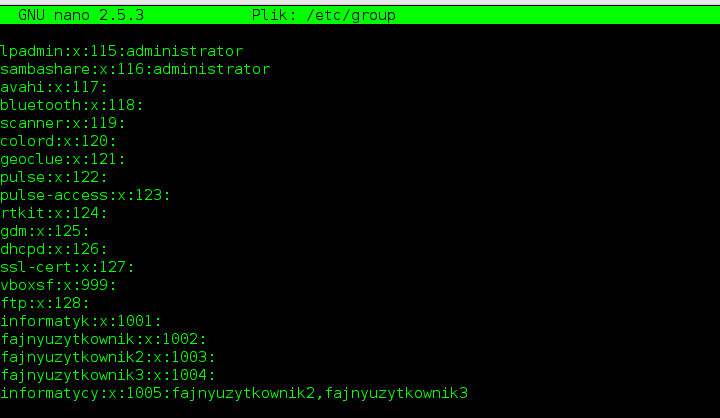 GNU nano 2.5.3 Plik: /etc/group
lpadmin:x:115:administrator
sambashare:x:116:administrator
avahi:x:117:
bluetooth:x:118:
scanner:x:119:
colord:x:120:
geoclue:x:121:
pulse:x:122:
pulse-access:x:123:
rtkit:x:124:
gdm:x:125:
dhcpd:x:126:
ssl-cert:x:127:
vboxsf:x:999:
ftp:x:128:
informatyk:x:1001:
fajnyuzytkownik:x:1002:
fajnyuzytkownik2:x:1003:
fajnyuzytkownik3:x:1004:
informatycy:x:1005:fajnyuzytkownik2,fajnyuzytkownik3